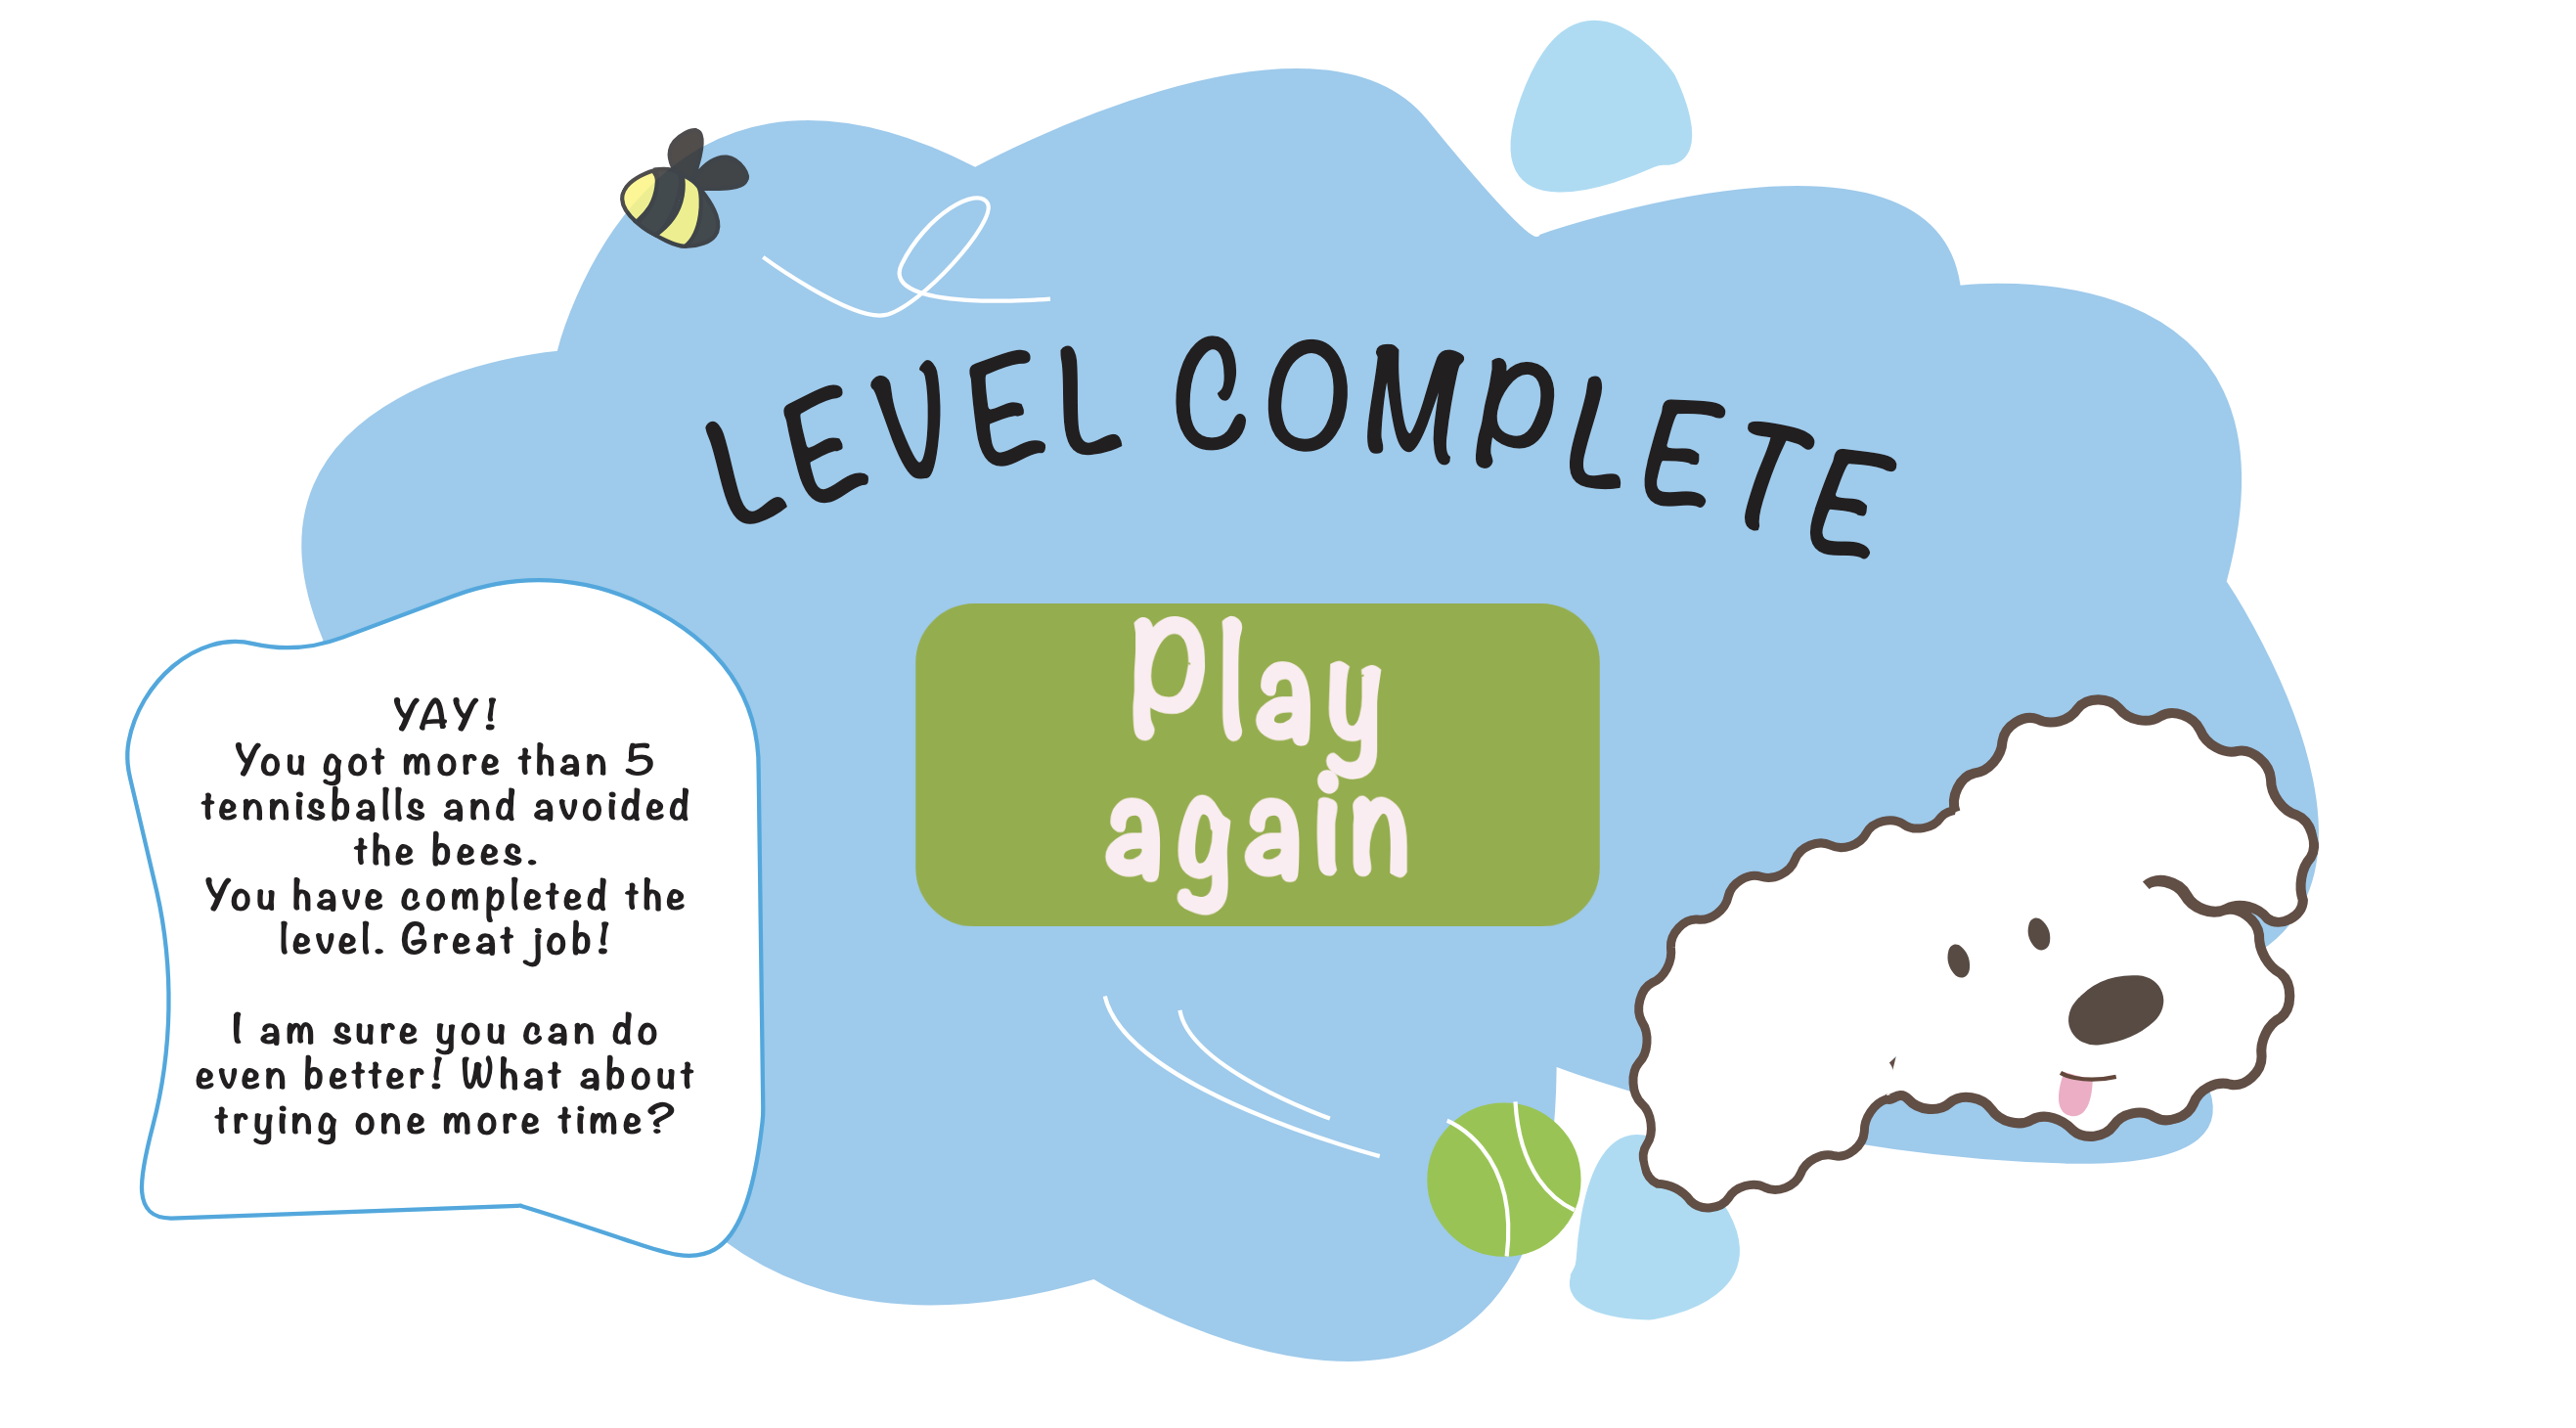 LEVEL COMPLETE
Play
again
YAY!
You got more than 5
tennisballs and avoided
the bees.
You have completed the
level. Great job!
I am sure you can do
even better! What about
trying one more time?